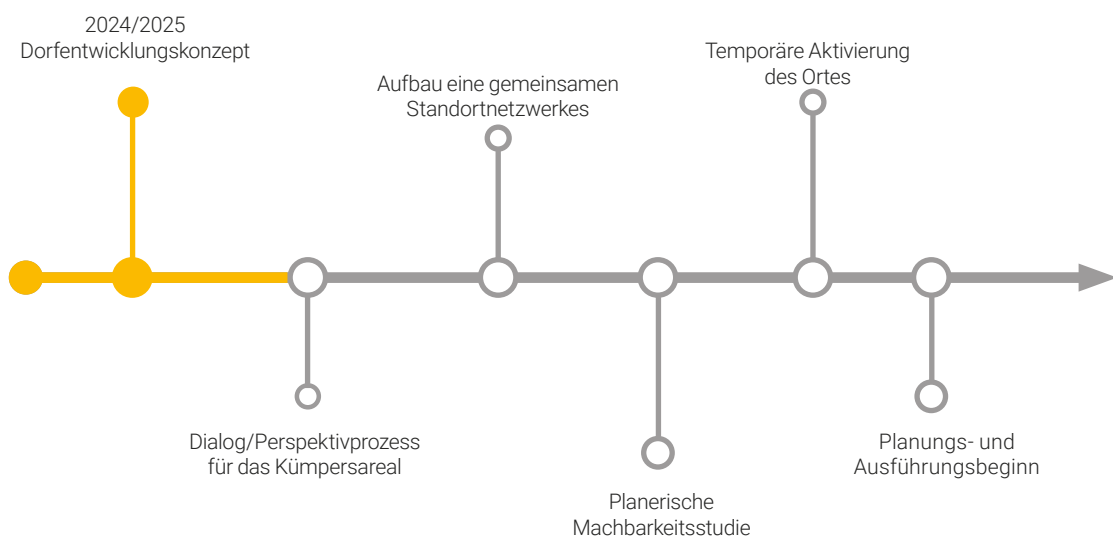 2024/2025
Dorfentwicklungskonzept
Dialog/Perspektivprozess
für das Kümpersareal
Aufbau eine gemeinsamen
Standortnetzwerkes
Planerische
Machbarkeitsstudie
Temporäre Aktivierung
des Ortes
Planungs- und
Ausführungsbeginn